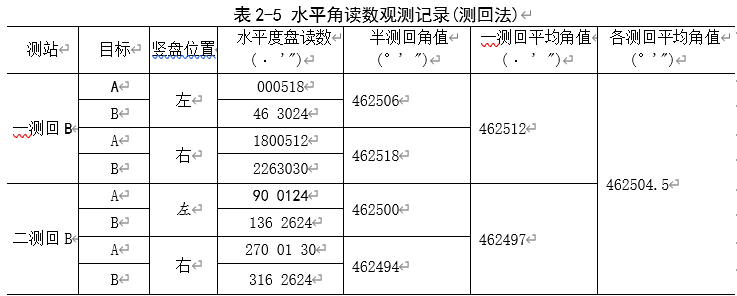 表 2-5 水平角读数观测记录(测回法)
测站 目标 竖盘位置 水平度盘读数 半测回角值 一测回平均角值 各测回平均角值
(. ′″) (° ′ ″) (. ′ ″) (° ′″)
一测回 B A 左 000518 462506 462512 462504.5
B 46 3024
A 右 1800512 462518
B 2263030
二测回 B A 左 90 0124 462500 462497
B 136 2624
A 右 270 01 30 462494
B 316 2624